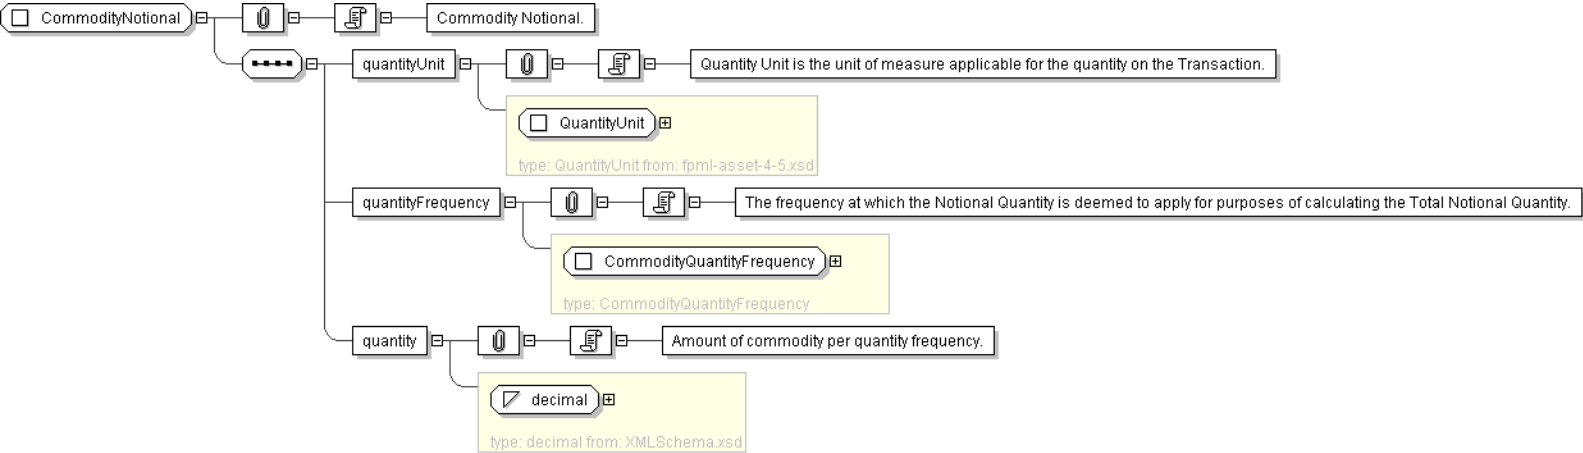 CommodityNotional
Commodity Notional.
quantityUnit
Quantity Unit is the unit of measure applicable for the quantity on the Transaction.
QuantityUnit
type: QuantityUnit from: fpml-asset-4-5.xsd
quantityFrequency
The frequency at which the Notional Quantity is deemed to apply for purposes of calculating the Total Notional Quantity.
CommodityQuantityFrequency
type: CommodityQuantityFrequency
quantity
Amount of commodity per quantity frequency.
decimal
type: decimal from: XMLSchema.xsd